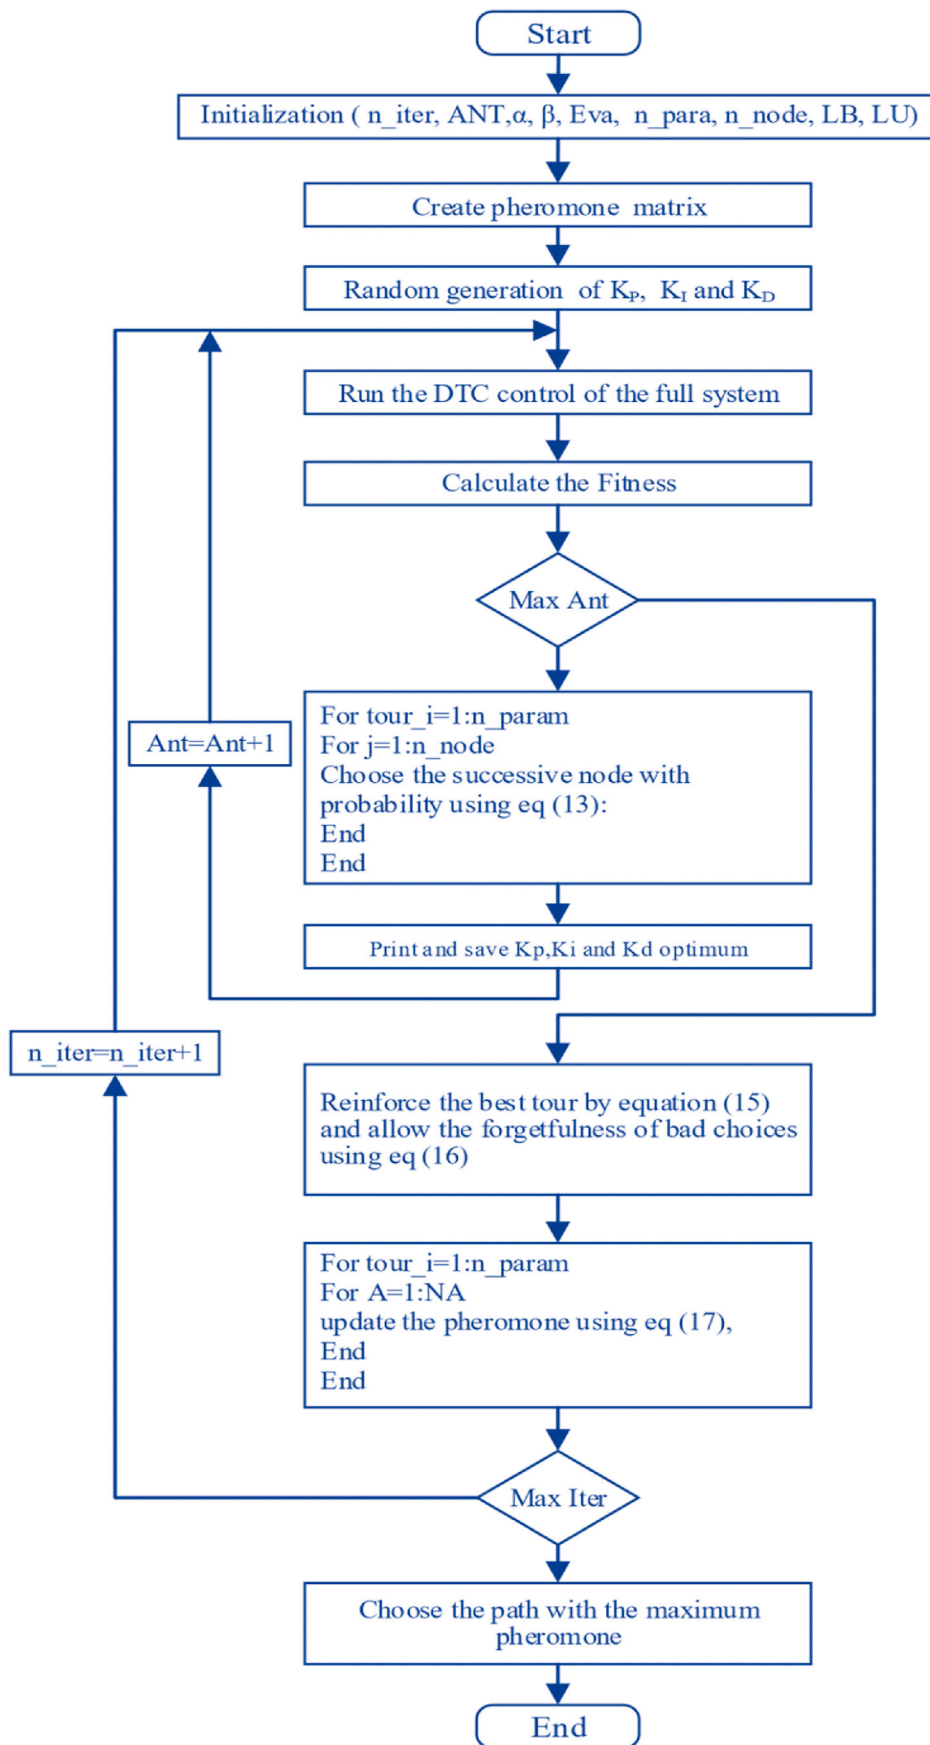 Start
Initialization ( n_iter, ANT,α, β, Eva, n_para, n_node, LB, LU)
Create pheromone matrix
Random generation of K_P, K_I and K_D
Run the DTC control of the full system
Calculate the Fitness
Max Ant
For tour_i=1:n_param
For j=1:n_node
Choose the successive node with
probability using eq (13):
End
End
Ant=Ant+1
Print and save Kp,Ki and Kd optimum
n_iter=n_iter+1
Reinforce the best tour by equation (15)
and allow the forgetfulness of bad choices
using eq (16)
For tour_i=1:n_param
For A=1:NA
update the pheromone using eq (17),
End
End
Max Iter
Choose the path with the maximum
pheromone
End